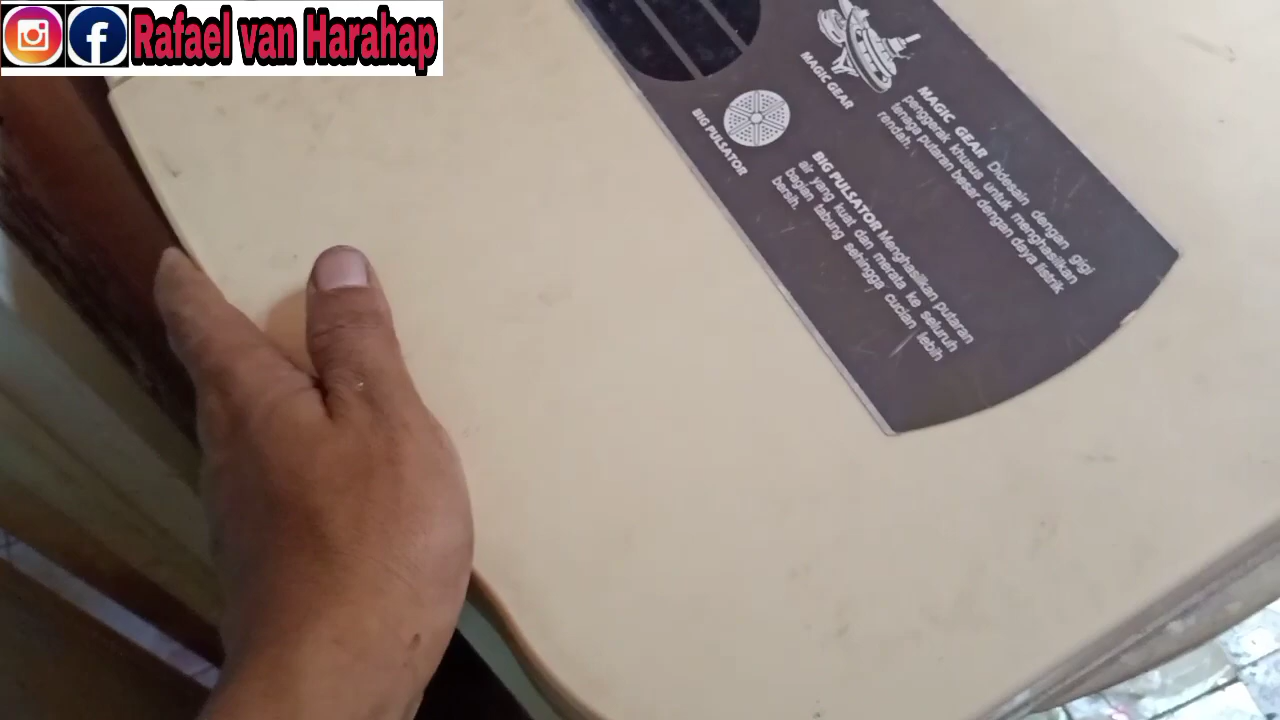 Rafael van Harahap
MAGIC GEAR
MAGIC GEAR Didesain dengan gigi
penggerak khusus untuk menghasilkan
tenaga putaran besar dengan daya listrik
rendah.
BIG PULSATOR
BIG PULSATOR Menghasilkan putaran
air yang kuat dan merata ke seluruh
bagian tabung sehingga cucian lebih
bersih.